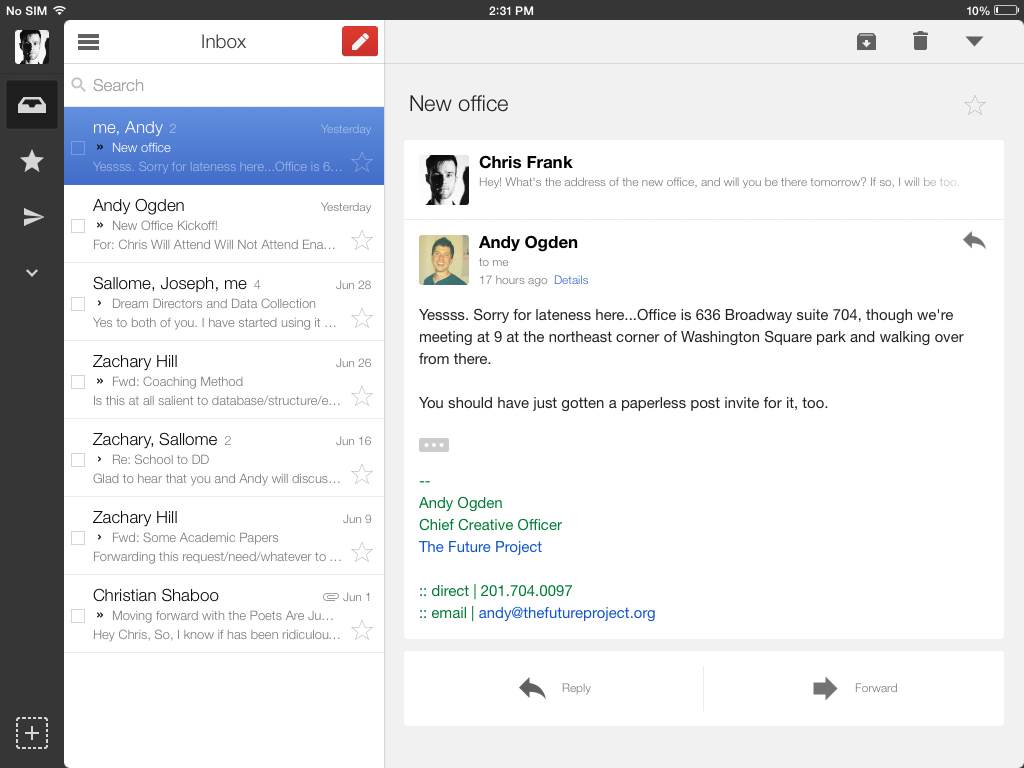 No SIM 2:31 PM 10%
Inbox
Search
me, Andy 2 Yesterday
» New office
Yessss. Sorry for lateness here...Office is 6...
Andy Ogden Yesterday
» New Office Kickoff!
For: Chris Will Attend Will Not Attend Ena...
Sallome, Joseph, me 4 Jun 28
› Dream Directors and Data Collection
Yes to both of you. I have started using it ...
Zachary Hill Jun 26
» Fwd: Coaching Method
Is this at all salient to database/structure/e...
Zachary, Sallome 2 Jun 16
› Re: School to DD
Glad to hear that you and Andy will discus...
Zachary Hill Jun 9
› Fwd: Some Academic Papers
Forwarding this request/need/whatever to ...
Christian Shaboo Jun 1
» Moving forward with the Poets Are Ju...
Hey Chris, So, I know if has been ridiculou...
New office
Chris Frank
Hey! What's the address of the new office, and will you be there tomorrow? If so, I will be too.
Andy Ogden
to me
17 hours ago Details
Yessss. Sorry for lateness here...Office is 636 Broadway suite 704, though we're
meeting at 9 at the northeast corner of Washington Square park and walking over
from there.
You should have just gotten a paperless post invite for it, too.
--
Andy Ogden
Chief Creative Officer
The Future Project
:: direct | 201.704.0097
:: email | andy@thefutureproject.org
Reply
Forward